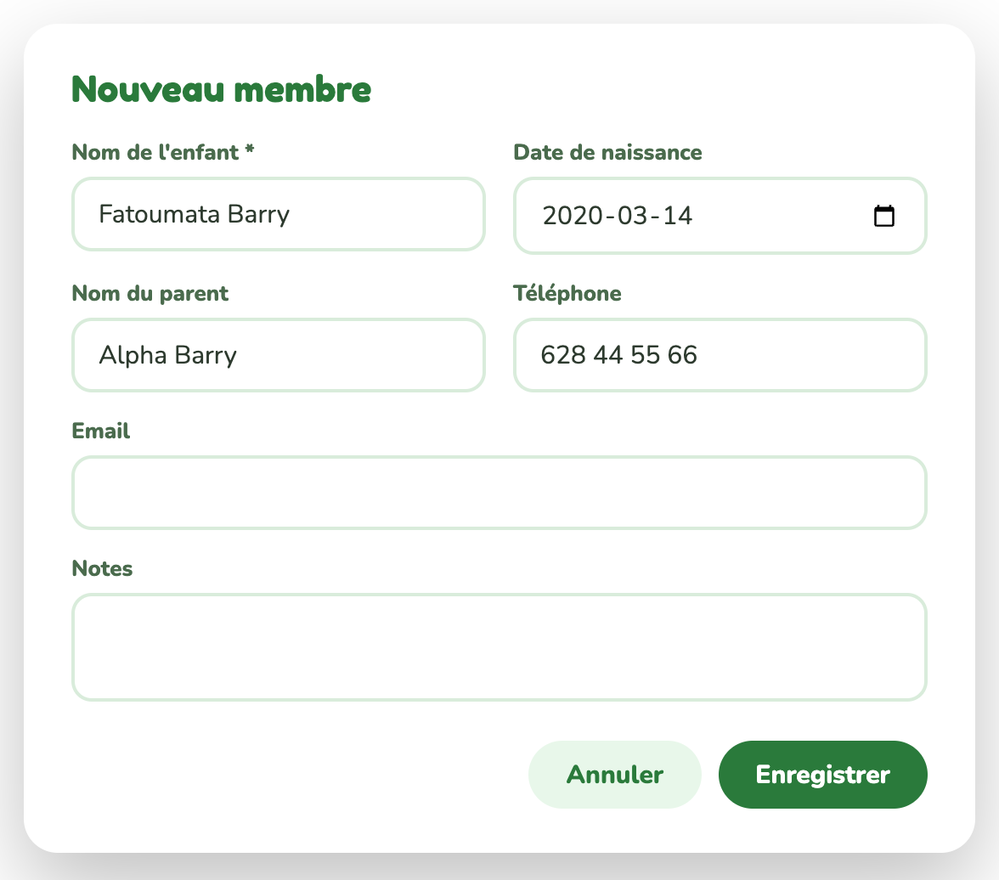 Nouveau membre
Nom de l'enfant *
Date de naissance
Fatoumata Barry
2020-03-14
Nom du parent
Téléphone
Alpha Barry
628 44 55 66
Email
Notes
Annuler
Enregistrer